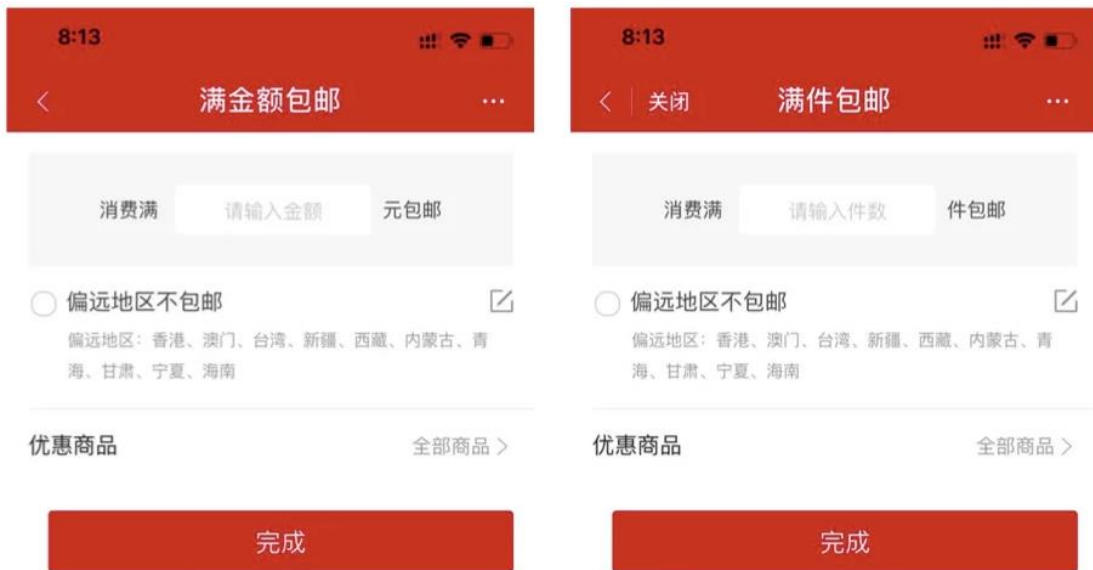 8:13
满金额包邮
消费满 请输入金额 元包邮
偏远地区不包邮
偏远地区：香港、澳门、台湾、新疆、西藏、内蒙古、青
海、甘肃、宁夏、海南
优惠商品 全部商品
完成
8:13
关闭 满件包邮
消费满 请输入件数 件包邮
偏远地区不包邮
偏远地区：香港、澳门、台湾、新疆、西藏、内蒙古、青
海、甘肃、宁夏、海南
优惠商品 全部商品
完成